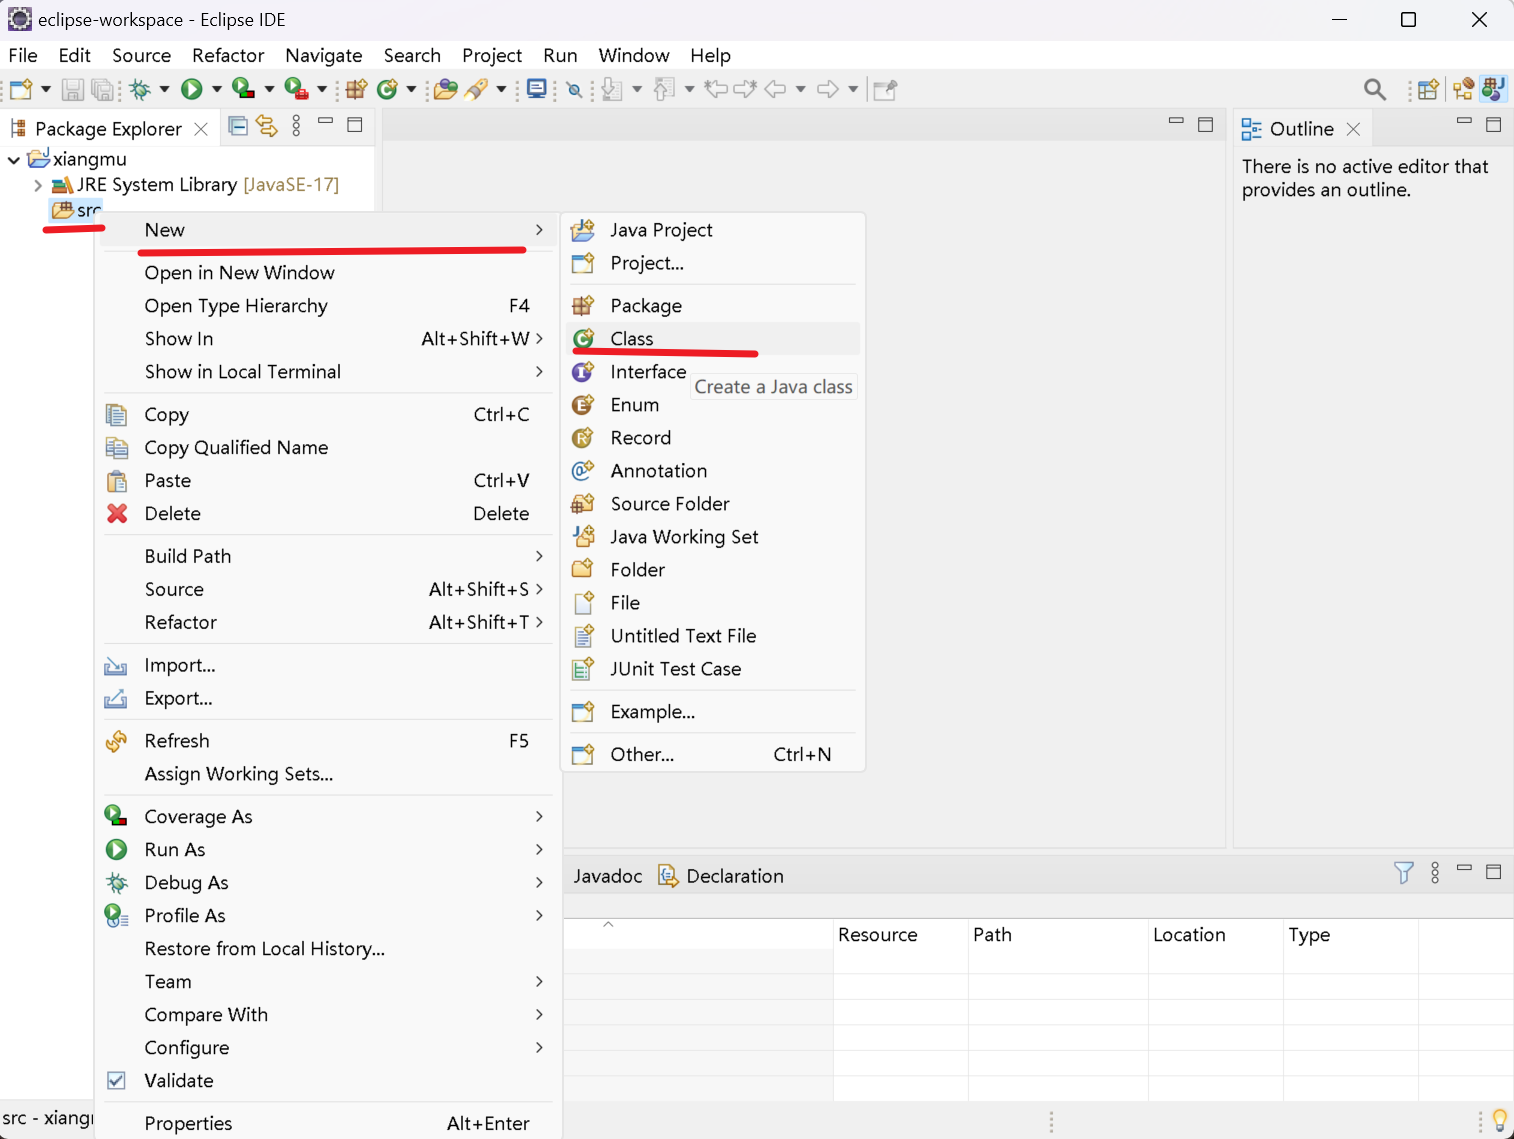 eclipse-workspace - Eclipse IDE
File Edit Source Refactor Navigate Search Project Run Window Help
Package Explorer
xiangmu
JRE System Library [JavaSE-17]
src
New
Open in New Window
Open Type Hierarchy F4
Show In Alt+Shift+W
Show in Local Terminal
Copy Ctrl+C
Copy Qualified Name
Paste Ctrl+V
Delete Delete
Build Path
Source Alt+Shift+S
Refactor Alt+Shift+T
Import...
Export...
Refresh F5
Assign Working Sets...
Coverage As
Run As
Debug As
Profile As
Restore from Local History...
Team
Compare With
Configure
Validate
Properties Alt+Enter
Java Project
Project...
Package
Class
Interface
Create a Java class
Enum
Record
Annotation
Source Folder
Java Working Set
Folder
File
Untitled Text File
JUnit Test Case
Example...
Other... Ctrl+N
Outline
There is no active editor that
provides an outline.
Javadoc Declaration
Resource Path Location Type
src - xiangm